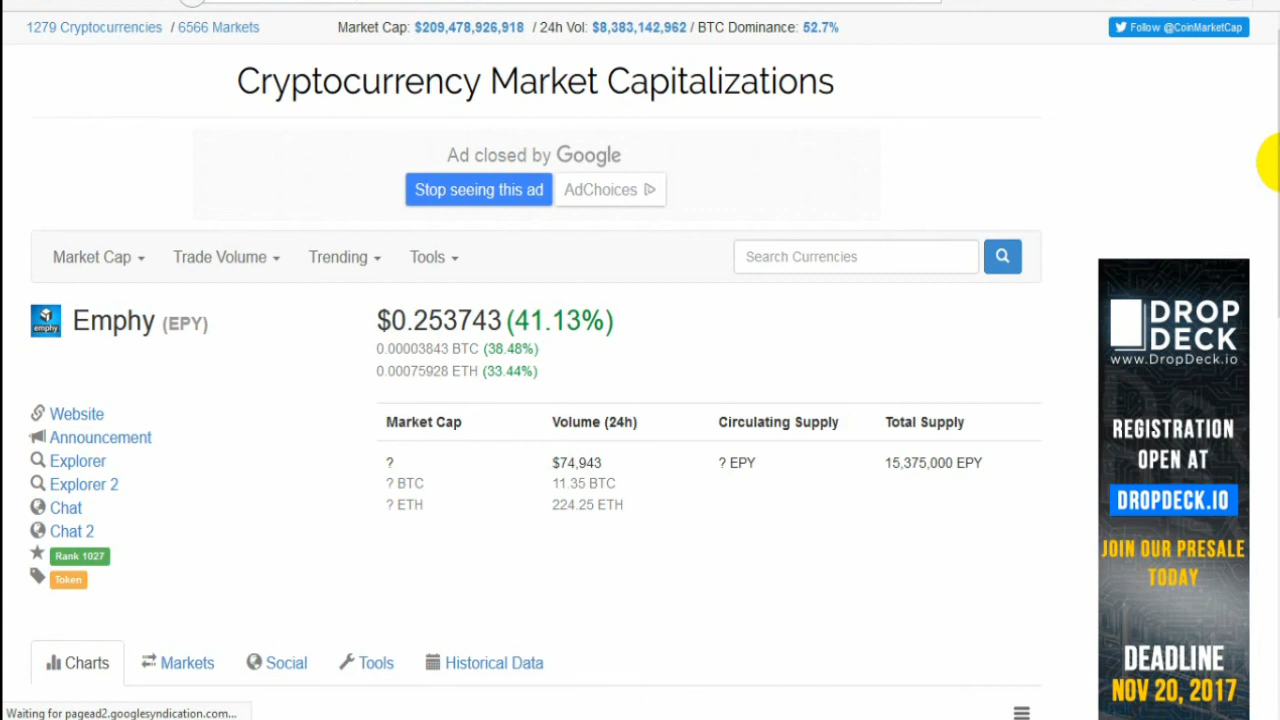 1279 Cryptocurrencies / 6566 Markets
Market Cap: $209,478,926,918 / 24h Vol: $8,383,142,962 / BTC Dominance: 52.7%
Follow @CoinMarketCap
Cryptocurrency Market Capitalizations
Ad closed by Google
Stop seeing this ad
AdChoices
Market Cap
Trade Volume
Trending
Tools
Search Currencies
emphy
Emphy (EPY)
$0.253743 (41.13%)
0.00003843 BTC (38.48%)
0.00075928 ETH (33.44%)
Website
Announcement
Explorer
Explorer 2
Chat
Chat 2
Rank 1027
Token
Market Cap Volume (24h) Circulating Supply Total Supply
? $74,943 ? EPY 15,375,000 EPY
? BTC 11.35 BTC
? ETH 224.25 ETH
DROP
DECK
www.DropDeck.io
REGISTRATION
OPEN AT
DROPDECK.IO
JOIN OUR PRESALE
TODAY
DEADLINE
NOV 20, 2017
Charts
Markets
Social
Tools
Historical Data
Waiting for pagead2.googlesyndication.com...